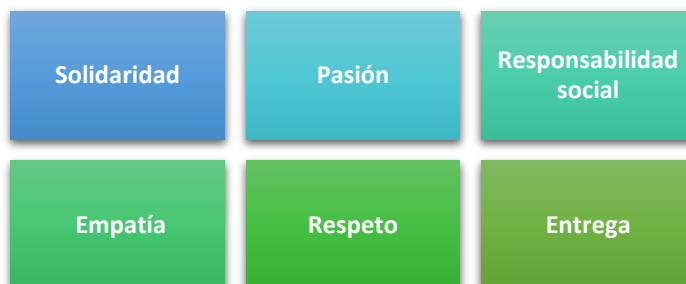 Solidaridad
Pasión
Responsabilidad
social
Empatía
Respeto
Entrega